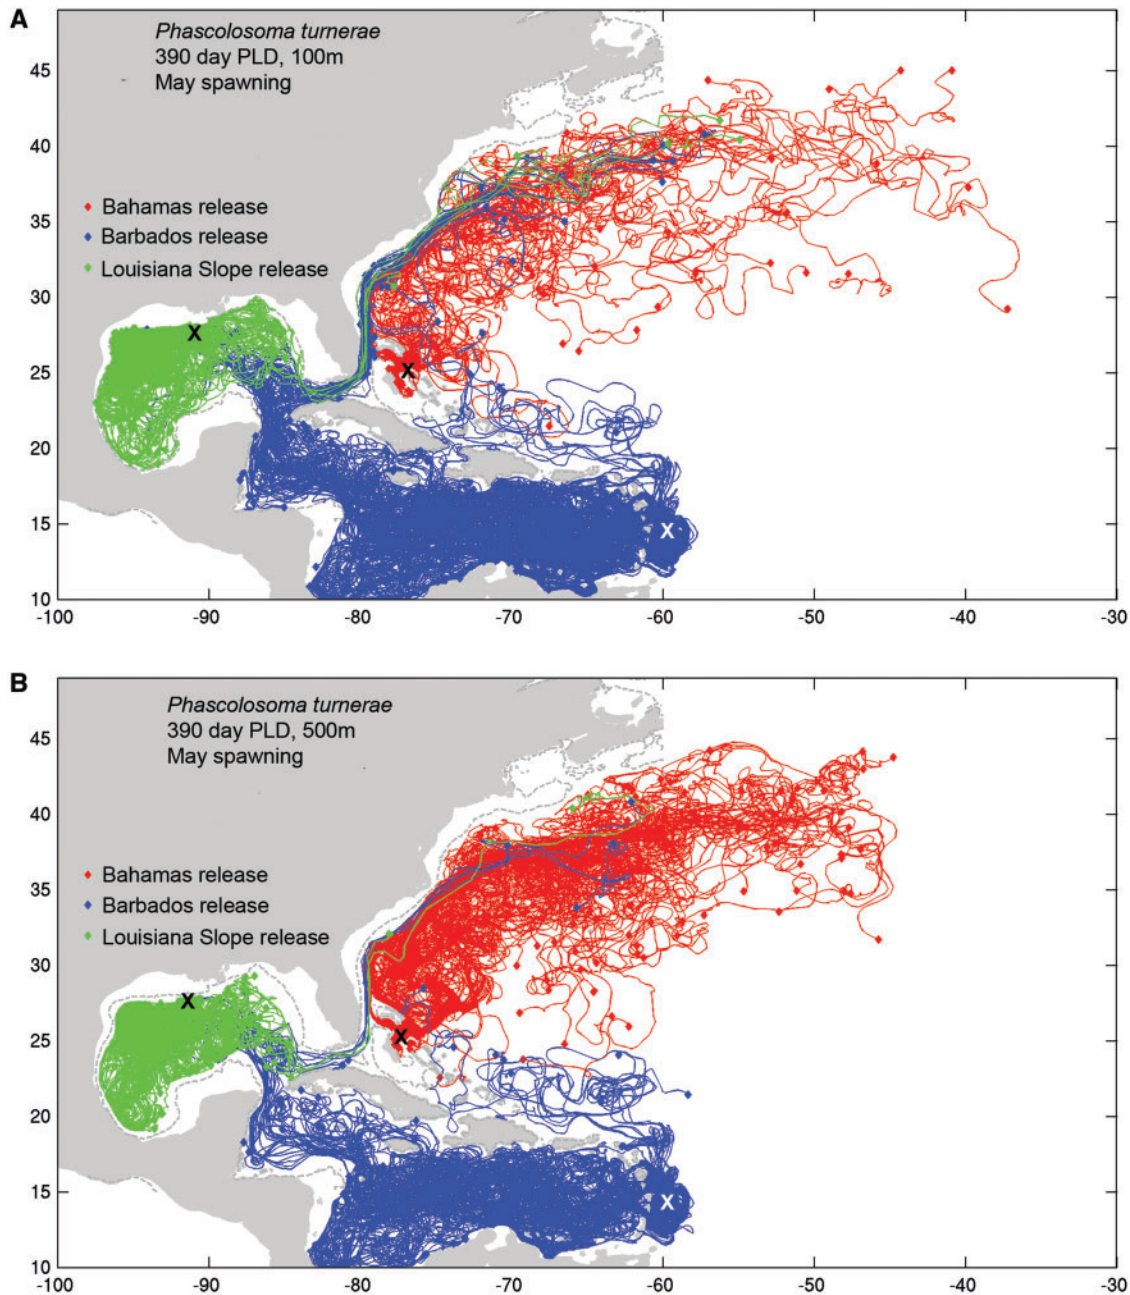 A
Phascolosoma turnerae
390 day PLD, 100m
May spawning
45
40
35
30
25
20
15
10
Bahamas release
Barbados release
Louisiana Slope release
X
X
X
-100 -90 -80 -70 -60 -50 -40 -30
B
Phascolosoma turnerae
390 day PLD, 500m
May spawning
45
40
35
30
25
20
15
10
Bahamas release
Barbados release
Louisiana Slope release
X
X
X
-100 -90 -80 -70 -60 -50 -40 -30